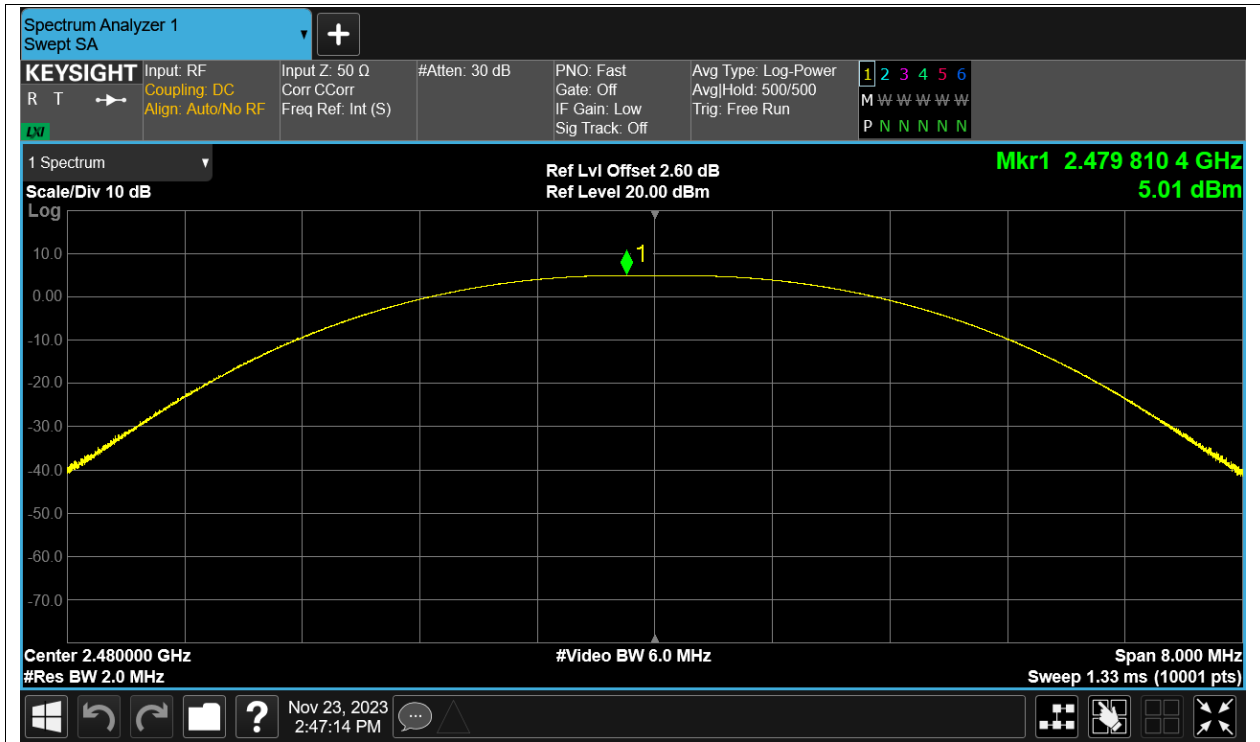 Spectrum Analyzer 1
Swept SA
+
KEYSIGHT
R T
LXI
Input: RF
Coupling: DC
Align: Auto/No RF
Input Z: 50 Ω
Corr CCorr
Freq Ref: Int (S)
#Atten: 30 dB
PNO: Fast
Gate: Off
IF Gain: Low
Sig Track: Off
Avg Type: Log-Power
Avg|Hold: 500/500
Trig: Free Run
1 2 3 4 5 6
M W W W W W
P N N N N N
1 Spectrum
Scale/Div 10 dB
Log
Ref Lvl Offset 2.60 dB
Ref Level 20.00 dBm
Mkr1 2.479 810 4 GHz
5.01 dBm
1
10.0
0.00
-10.0
-20.0
-30.0
-40.0
-50.0
-60.0
-70.0
Center 2.480000 GHz
#Res BW 2.0 MHz
#Video BW 6.0 MHz
Span 8.000 MHz
Sweep 1.33 ms (10001 pts)
?
Nov 23, 2023
2:47:14 PM